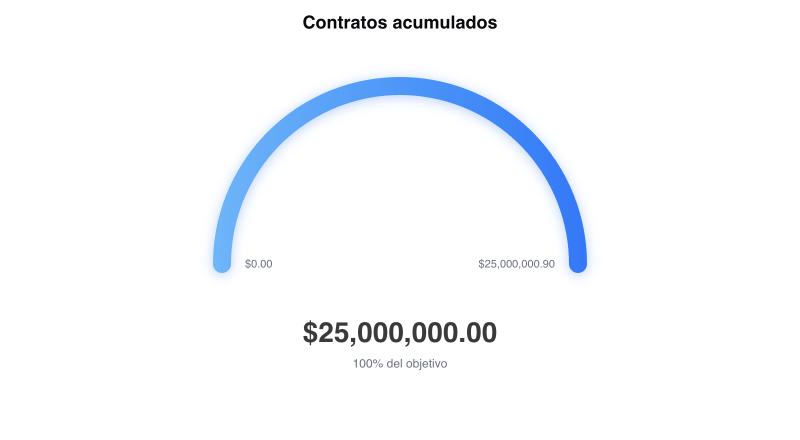 Contratos acumulados
$0.00
$25,000,000.90
$25,000,000.00
100% del objetivo